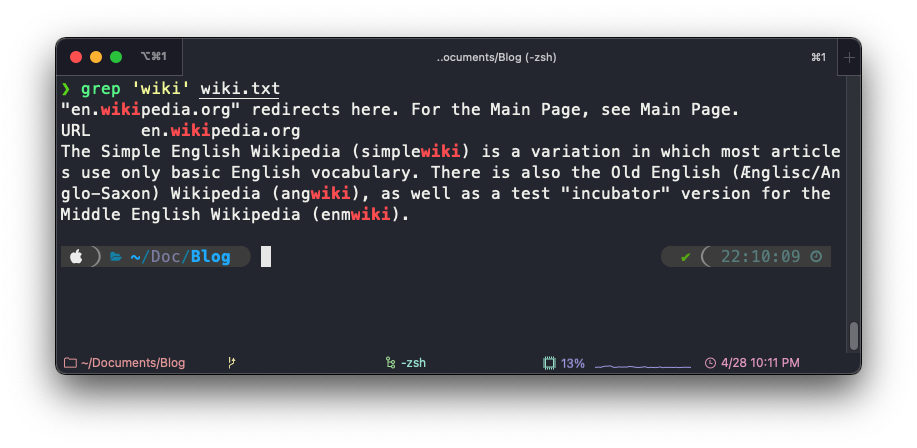 ⌥⌘1
..ocuments/Blog (-zsh)
⌘1
❯ grep 'wiki' wiki.txt
"en.wikipedia.org" redirects here. For the Main Page, see Main Page.
URL     en.wikipedia.org
The Simple English Wikipedia (simplewiki) is a variation in which most article
s use only basic English vocabulary. There is also the Old English (Ænglisc/An
glo-Saxon) Wikipedia (angwiki), as well as a test "incubator" version for the
Middle English Wikipedia (enmwiki).
~/Doc/Blog
✔ 22:10:09
~/Documents/Blog
-zsh
13%
4/28 10:11 PM